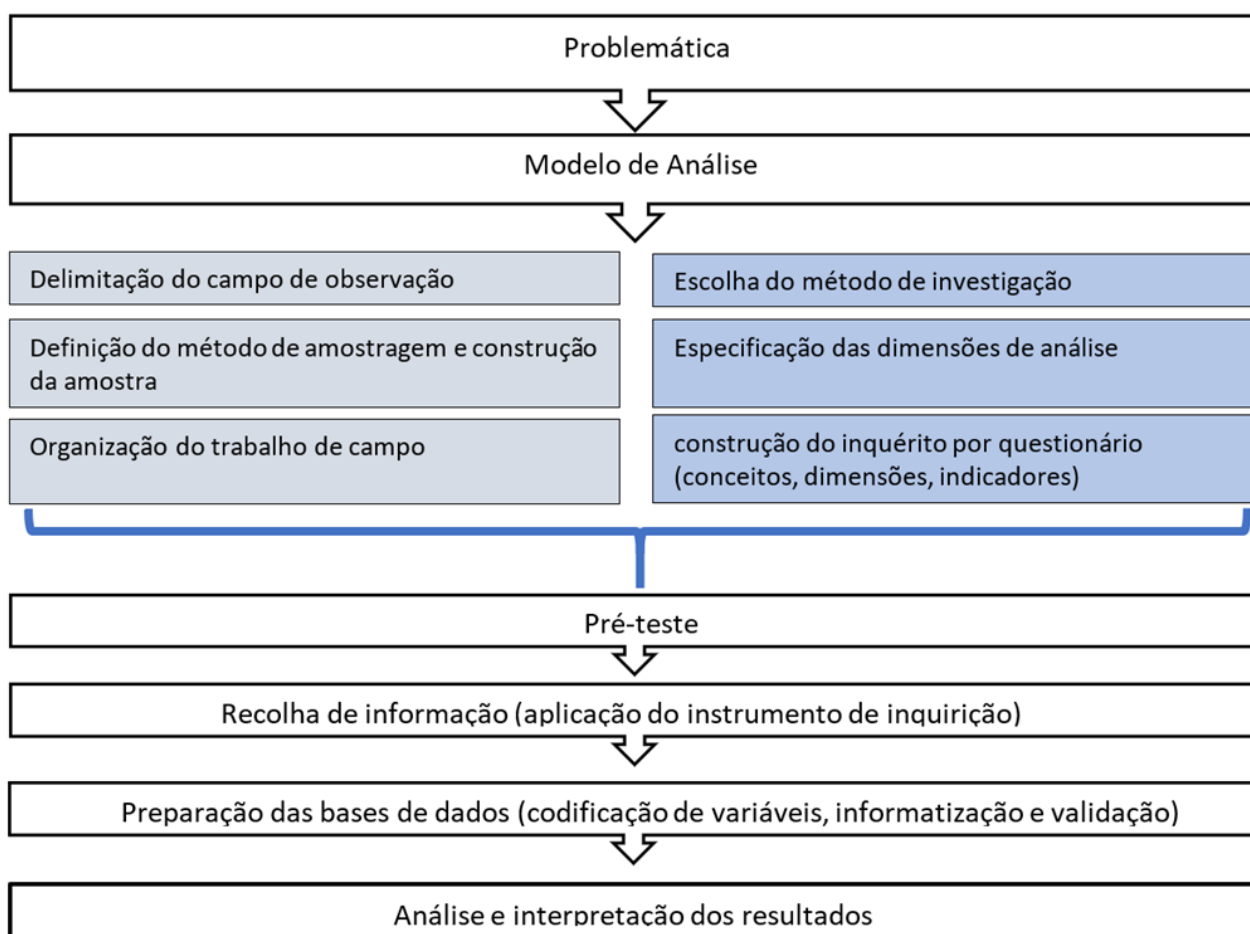 Problemática
Modelo de Análise
Delimitação do campo de observação
Definição do método de amostragem e construção
da amostra
Organização do trabalho de campo
Escolha do método de investigação
Especificação das dimensões de análise
construção do inquérito por questionário
(conceitos, dimensões, indicadores)
Pré-teste
Recolha de informação (aplicação do instrumento de inquirição)
Preparação das bases de dados (codificação de variáveis, informatização e validação)
Análise e interpretação dos resultados